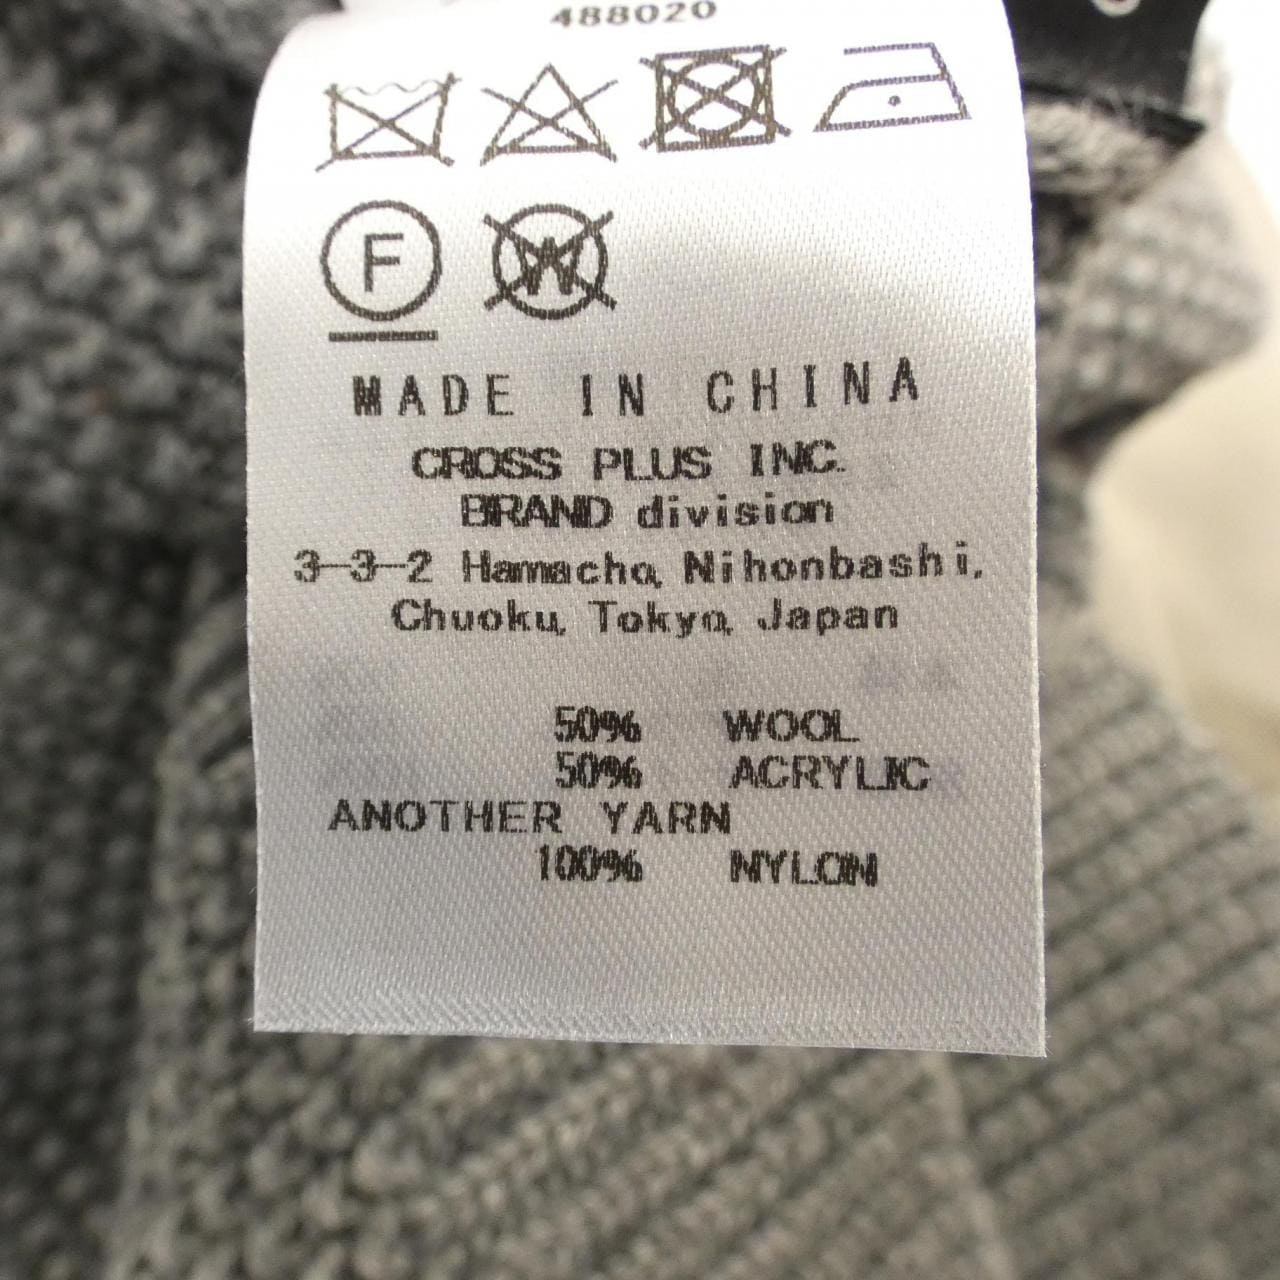 488020
F
W
MADE IN CHINA
CROSS PLUS INC.
BRAND division
3-3-2 Hamacho, Nihonbashi,
Chuoku, Tokyo, Japan
50% WOOL
50% ACRYLIC
ANOTHER YARN
100% NYLON